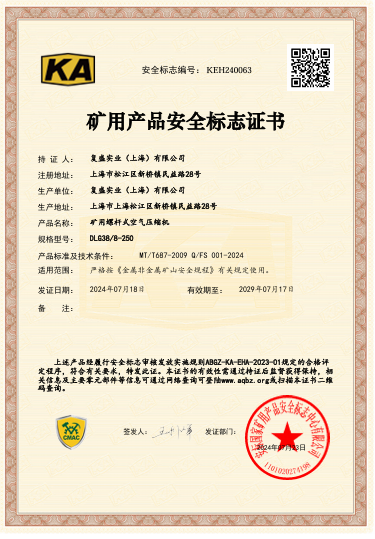 KA
安全标志编号： KEH240063
矿用产品安全标志证书
持 证 人： 复盛实业（上海）有限公司
注册地址： 上海市松江区新桥镇民益路28号
生产单位： 复盛实业（上海）有限公司
生产地址： 上海市上海松江区新桥镇民益路28号
产品名称： 矿用螺杆式空气压缩机
规格型号： DLG38/8-250
产品标准及技术条件： MT/T687-2009 Q/FS 001-2024
适用范围： 严格按《金属非金属矿山安全规程》有关规定使用。
发证日期： 2024年07月18日 有效期至： 2029年07月17日
备 注：
上述产品经履行安全标志审核发放实施规则ABGZ-KA-EHA-2023-01规定的合格评
定程序，符合有关要求，特发此证。本证书的有效性需通过持证后监督获得保持，相
关信息及主要零元部件等信息可通过网络查询可登陆www.aqbz.org或扫描本证书二维
码查询。
CMAC
签发人： 发证部门：
安标国家矿用产品安全标志中心有限公司
2024年07月23日
1101020274198